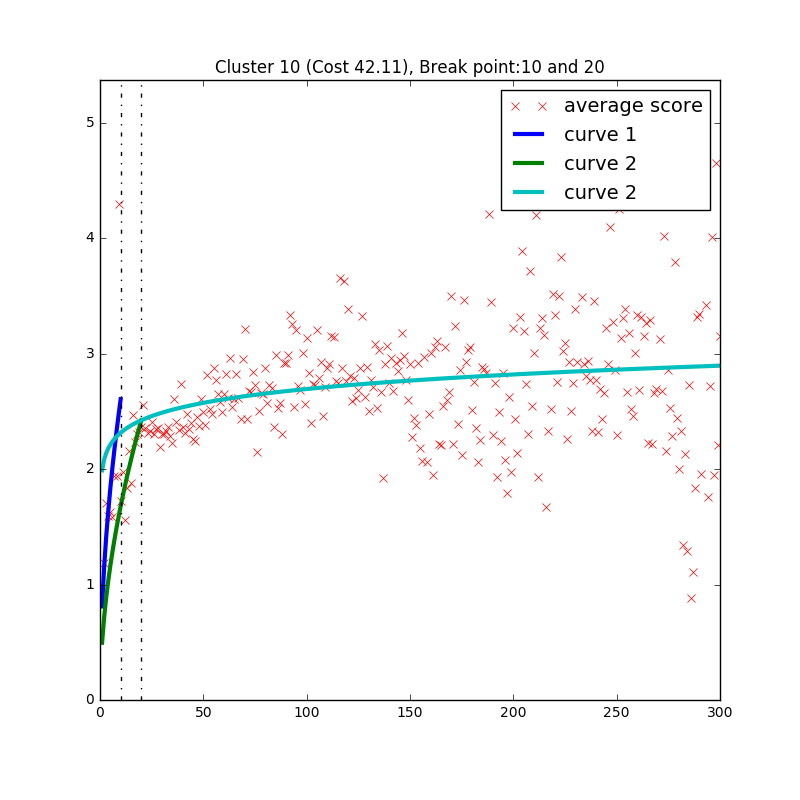 Cluster 10 (Cost 42.11), Break point:10 and 20
average score
curve 1
curve 2
curve 2
5
4
3
2
1
0
0 50 100 150 200 250 300